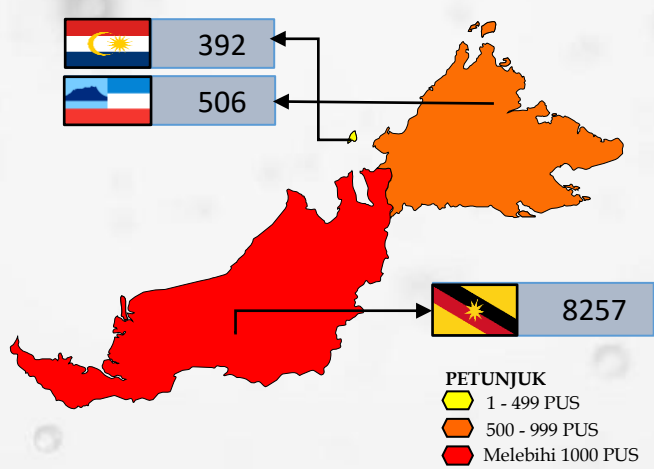 392
506
8257
PETUNJUK
1 - 499 PUS
500 - 999 PUS
Melebihi 1000 PUS